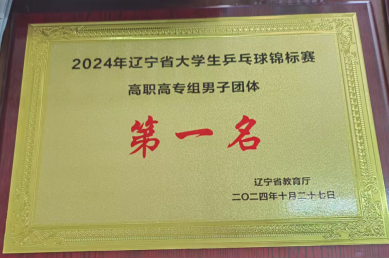 2024年辽宁省大学生乒乓球锦标赛
高职高专组男子团体
第一名
辽宁省教育厅
二〇二四年十月二十七日